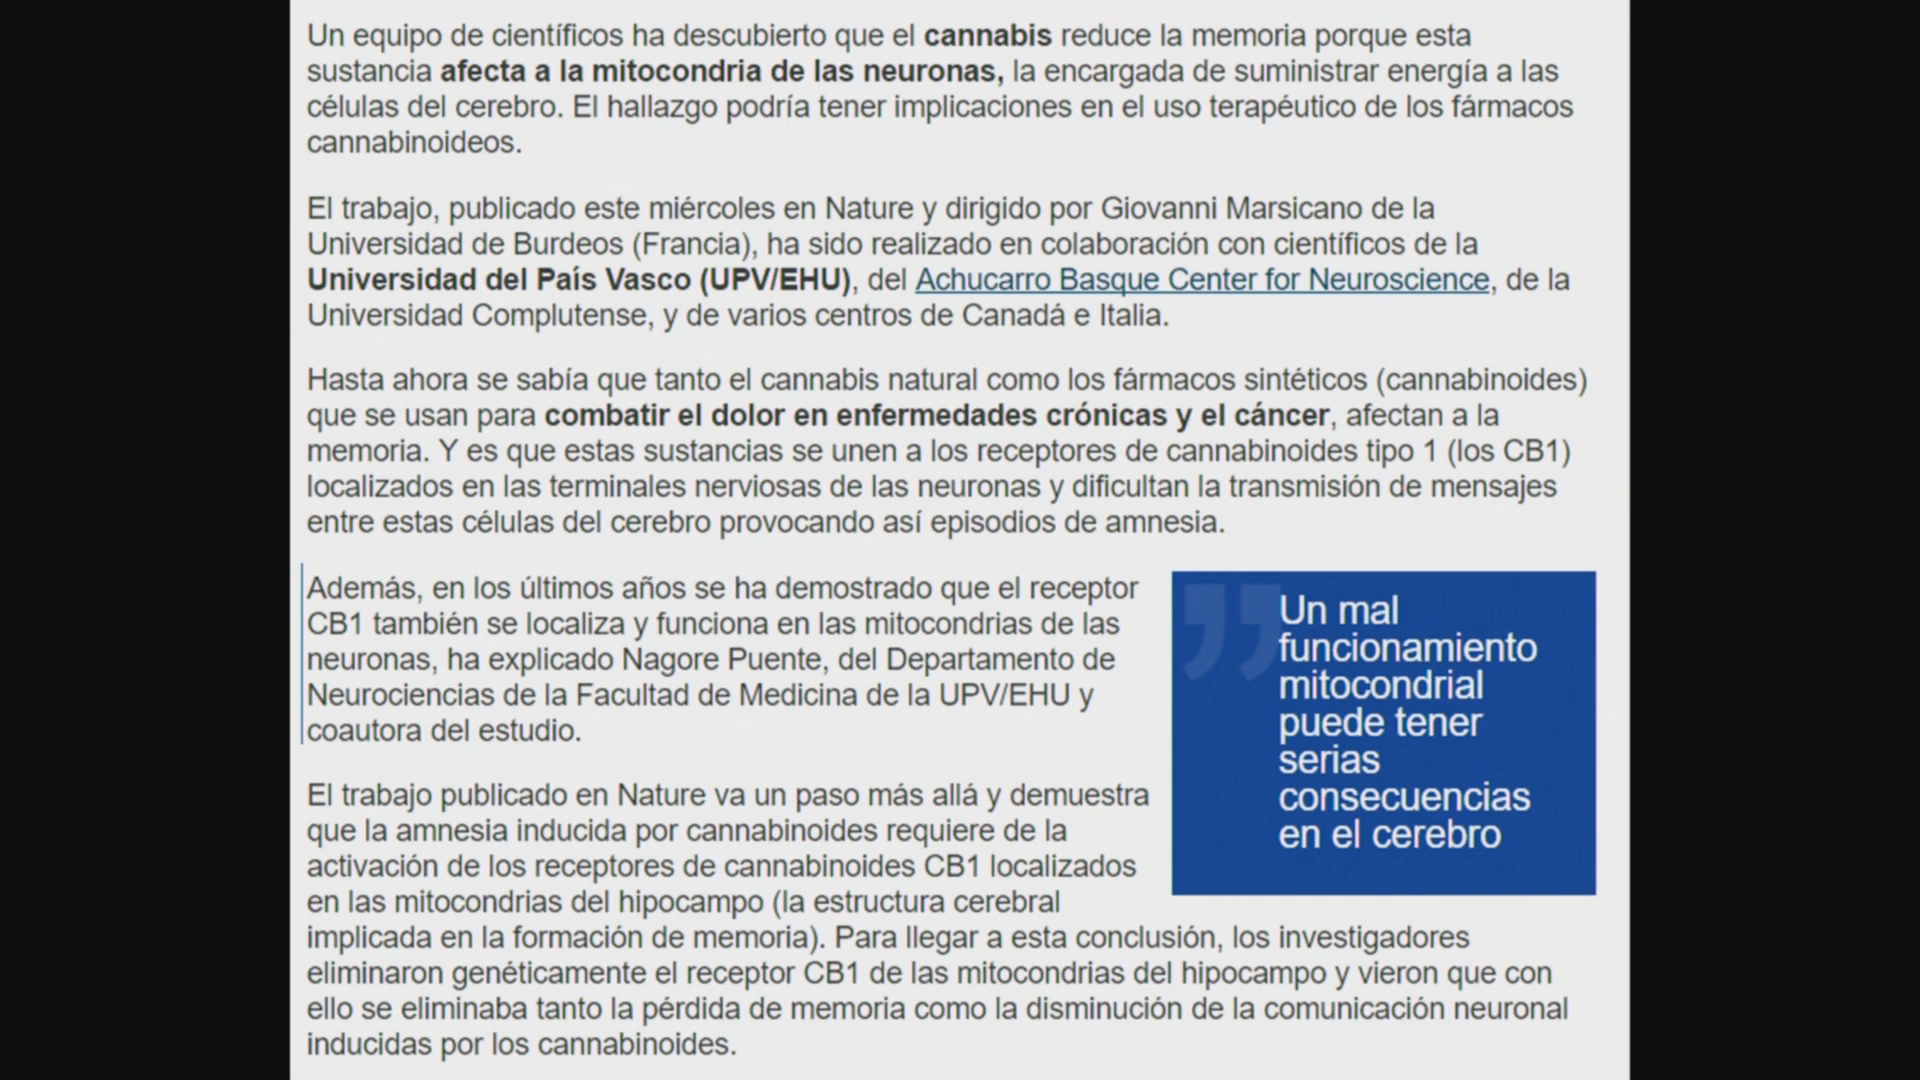 Un equipo de científicos ha descubierto que el cannabis reduce la memoria porque esta
sustancia afecta a la mitocondria de las neuronas, la encargada de suministrar energía a las
células del cerebro. El hallazgo podría tener implicaciones en el uso terapéutico de los fármacos
cannabinoideos.
El trabajo, publicado este miércoles en Nature y dirigido por Giovanni Marsicano de la
Universidad de Burdeos (Francia), ha sido realizado en colaboración con científicos de la
Universidad del País Vasco (UPV/EHU), del Achucarro Basque Center for Neuroscience, de la
Universidad Complutense, y de varios centros de Canadá e Italia.
Hasta ahora se sabía que tanto el cannabis natural como los fármacos sintéticos (cannabinoides)
que se usan para combatir el dolor en enfermedades crónicas y el cáncer, afectan a la
memoria. Y es que estas sustancias se unen a los receptores de cannabinoides tipo 1 (los CB1)
localizados en las terminales nerviosas de las neuronas y dificultan la transmisión de mensajes
entre estas células del cerebro provocando así episodios de amnesia.
Además, en los últimos años se ha demostrado que el receptor
CB1 también se localiza y funciona en las mitocondrias de las
neuronas, ha explicado Nagore Puente, del Departamento de
Neurociencias de la Facultad de Medicina de la UPV/EHU y
coautora del estudio.
El trabajo publicado en Nature va un paso más allá y demuestra
que la amnesia inducida por cannabinoides requiere de la
activación de los receptores de cannabinoides CB1 localizados
en las mitocondrias del hipocampo (la estructura cerebral
implicada en la formación de memoria). Para llegar a esta conclusión, los investigadores
eliminaron genéticamente el receptor CB1 de las mitocondrias del hipocampo y vieron que con
ello se eliminaba tanto la pérdida de memoria como la disminución de la comunicación neuronal
inducidas por los cannabinoides.
” Un mal
funcionamiento
mitocondrial
puede tener
serias
consecuencias
en el cerebro